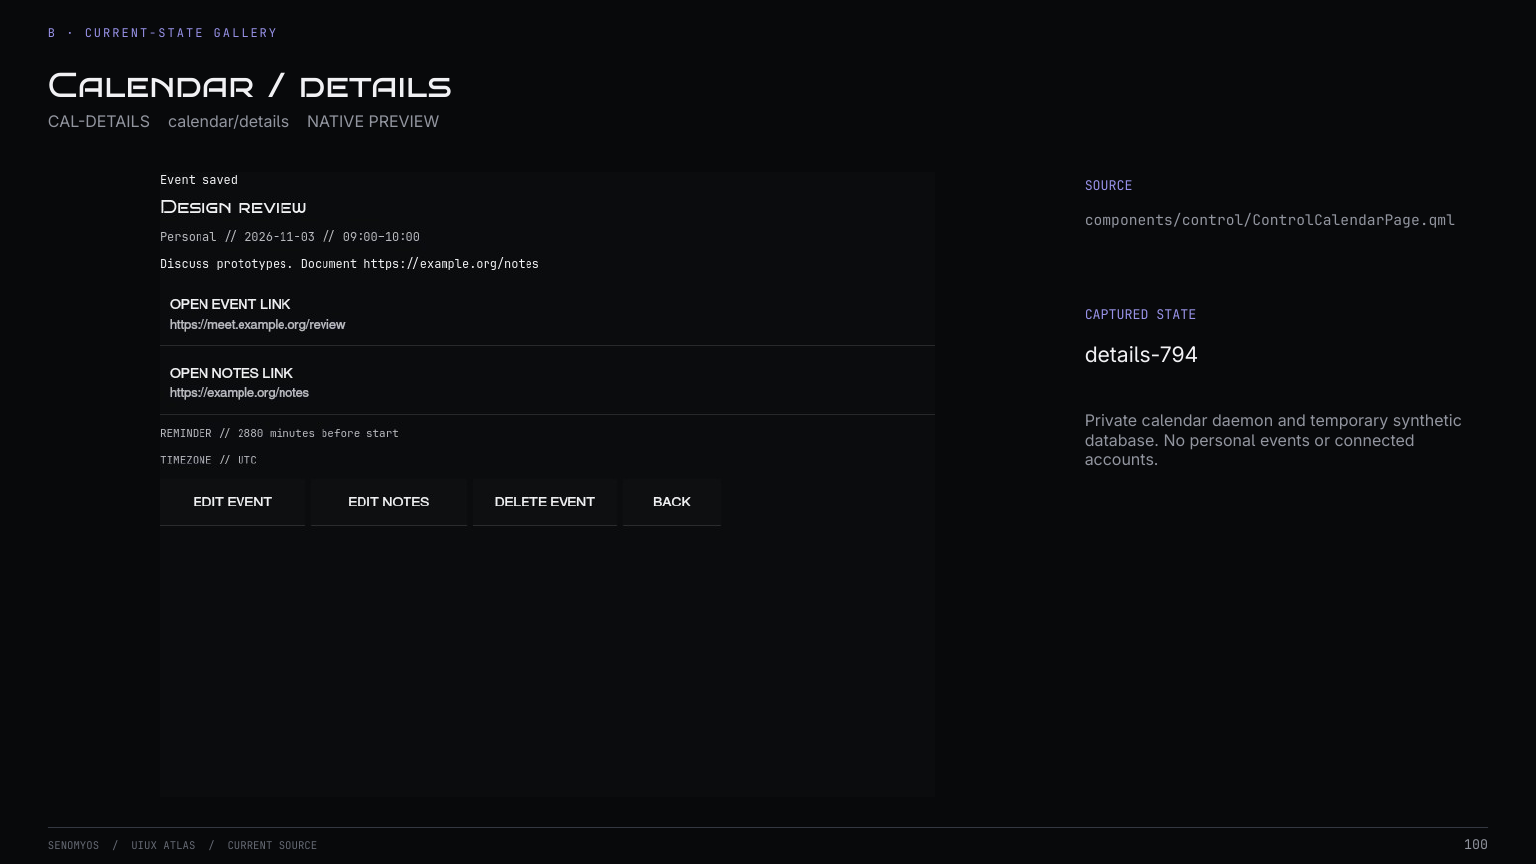 B · CURRENT-STATE GALLERY
Calendar / details
CAL-DETAILS calendar/details NATIVE PREVIEW
Event saved
Design review
Personal // 2026-11-03 // 09:00–10:00
Discuss prototypes. Document https://example.org/notes
OPEN EVENT LINK
https://meet.example.org/review
OPEN NOTES LINK
https://example.org/notes
REMINDER // 2880 minutes before start
TIMEZONE // UTC
EDIT EVENT EDIT NOTES DELETE EVENT BACK
SOURCE
components/control/ControlCalendarPage.qml
CAPTURED STATE
details-794
Private calendar daemon and temporary synthetic
database. No personal events or connected
accounts.
SENOMYOS / UIUX ATLAS / CURRENT SOURCE
100